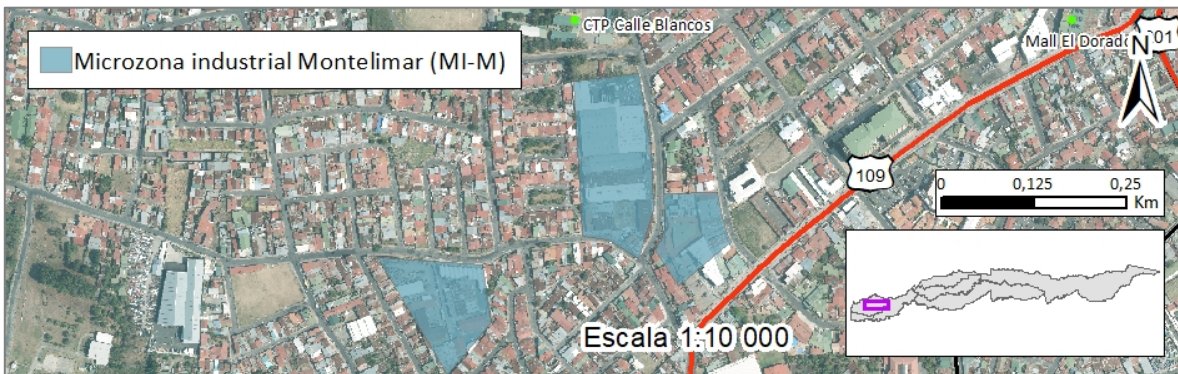 CTP Calle Blancos
Mall El Dorado
Microzona industrial Montelimar (MI-M)
N
109
0 0,125 0,25
Km
Escala 1:10 000